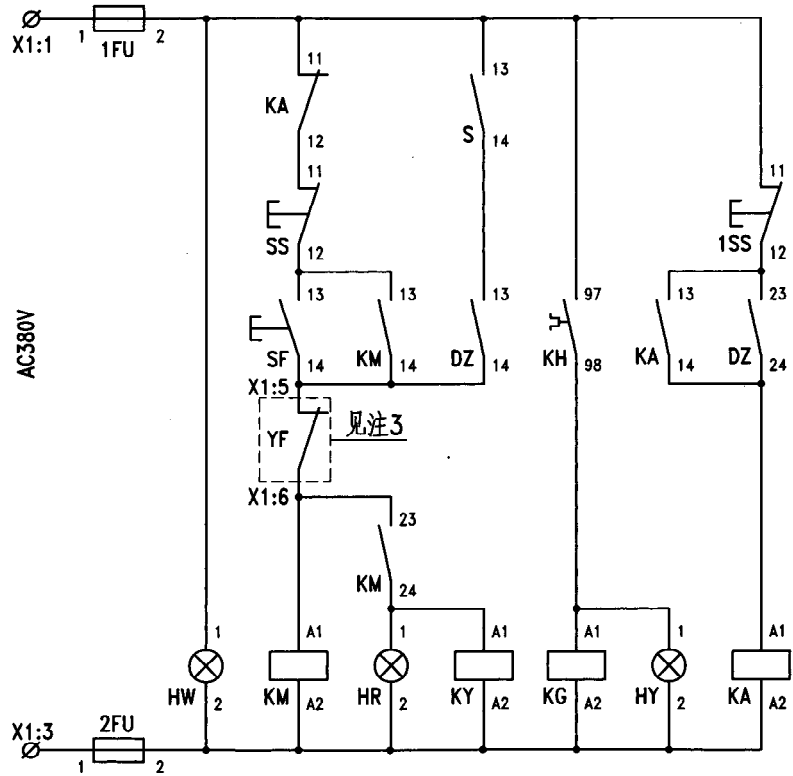 X1:1
1
2
1FU
11
KA
12
13
S
14
11
SS
12
11
1SS
12
AC380V
13
SF
14
13
KM
14
13
DZ
14
97
KH
98
13
KA
14
23
DZ
24
X1:5
YF
见注3
X1:6
23
KM
24
1
HW
2
A1
KM
A2
1
HR
2
A1
KY
A2
A1
KG
A2
1
HY
2
A1
KA
A2
X1:3
2FU
1
2